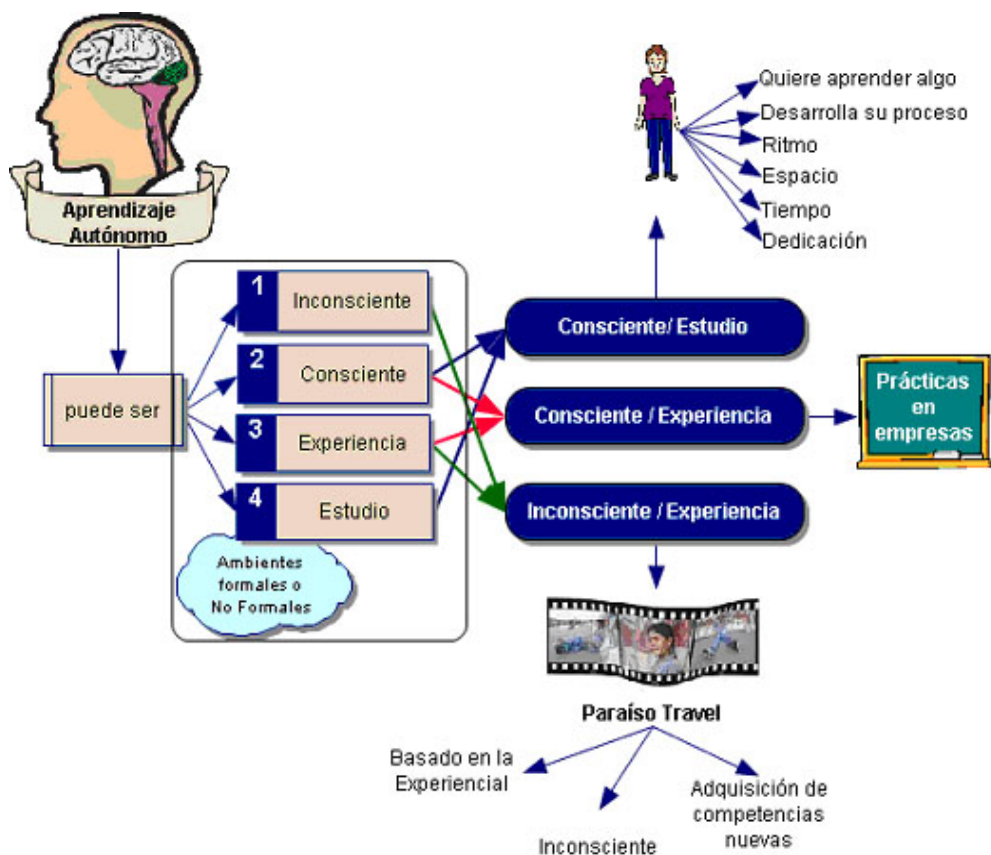 Aprendizaje
Autónomo
puede ser
1 Inconsciente
2 Consciente
3 Experiencia
4 Estudio
Ambientes
formales o
No Formales
Consciente/ Estudio
Consciente / Experiencia
Inconsciente / Experiencia
Quiere aprender algo
Desarrolla su proceso
Ritmo
Espacio
Tiempo
Dedicación
Prácticas
en
empresas
Paraíso Travel
Basado en la
Experiencial
Inconsciente
Adquisición de
competencias
nuevas